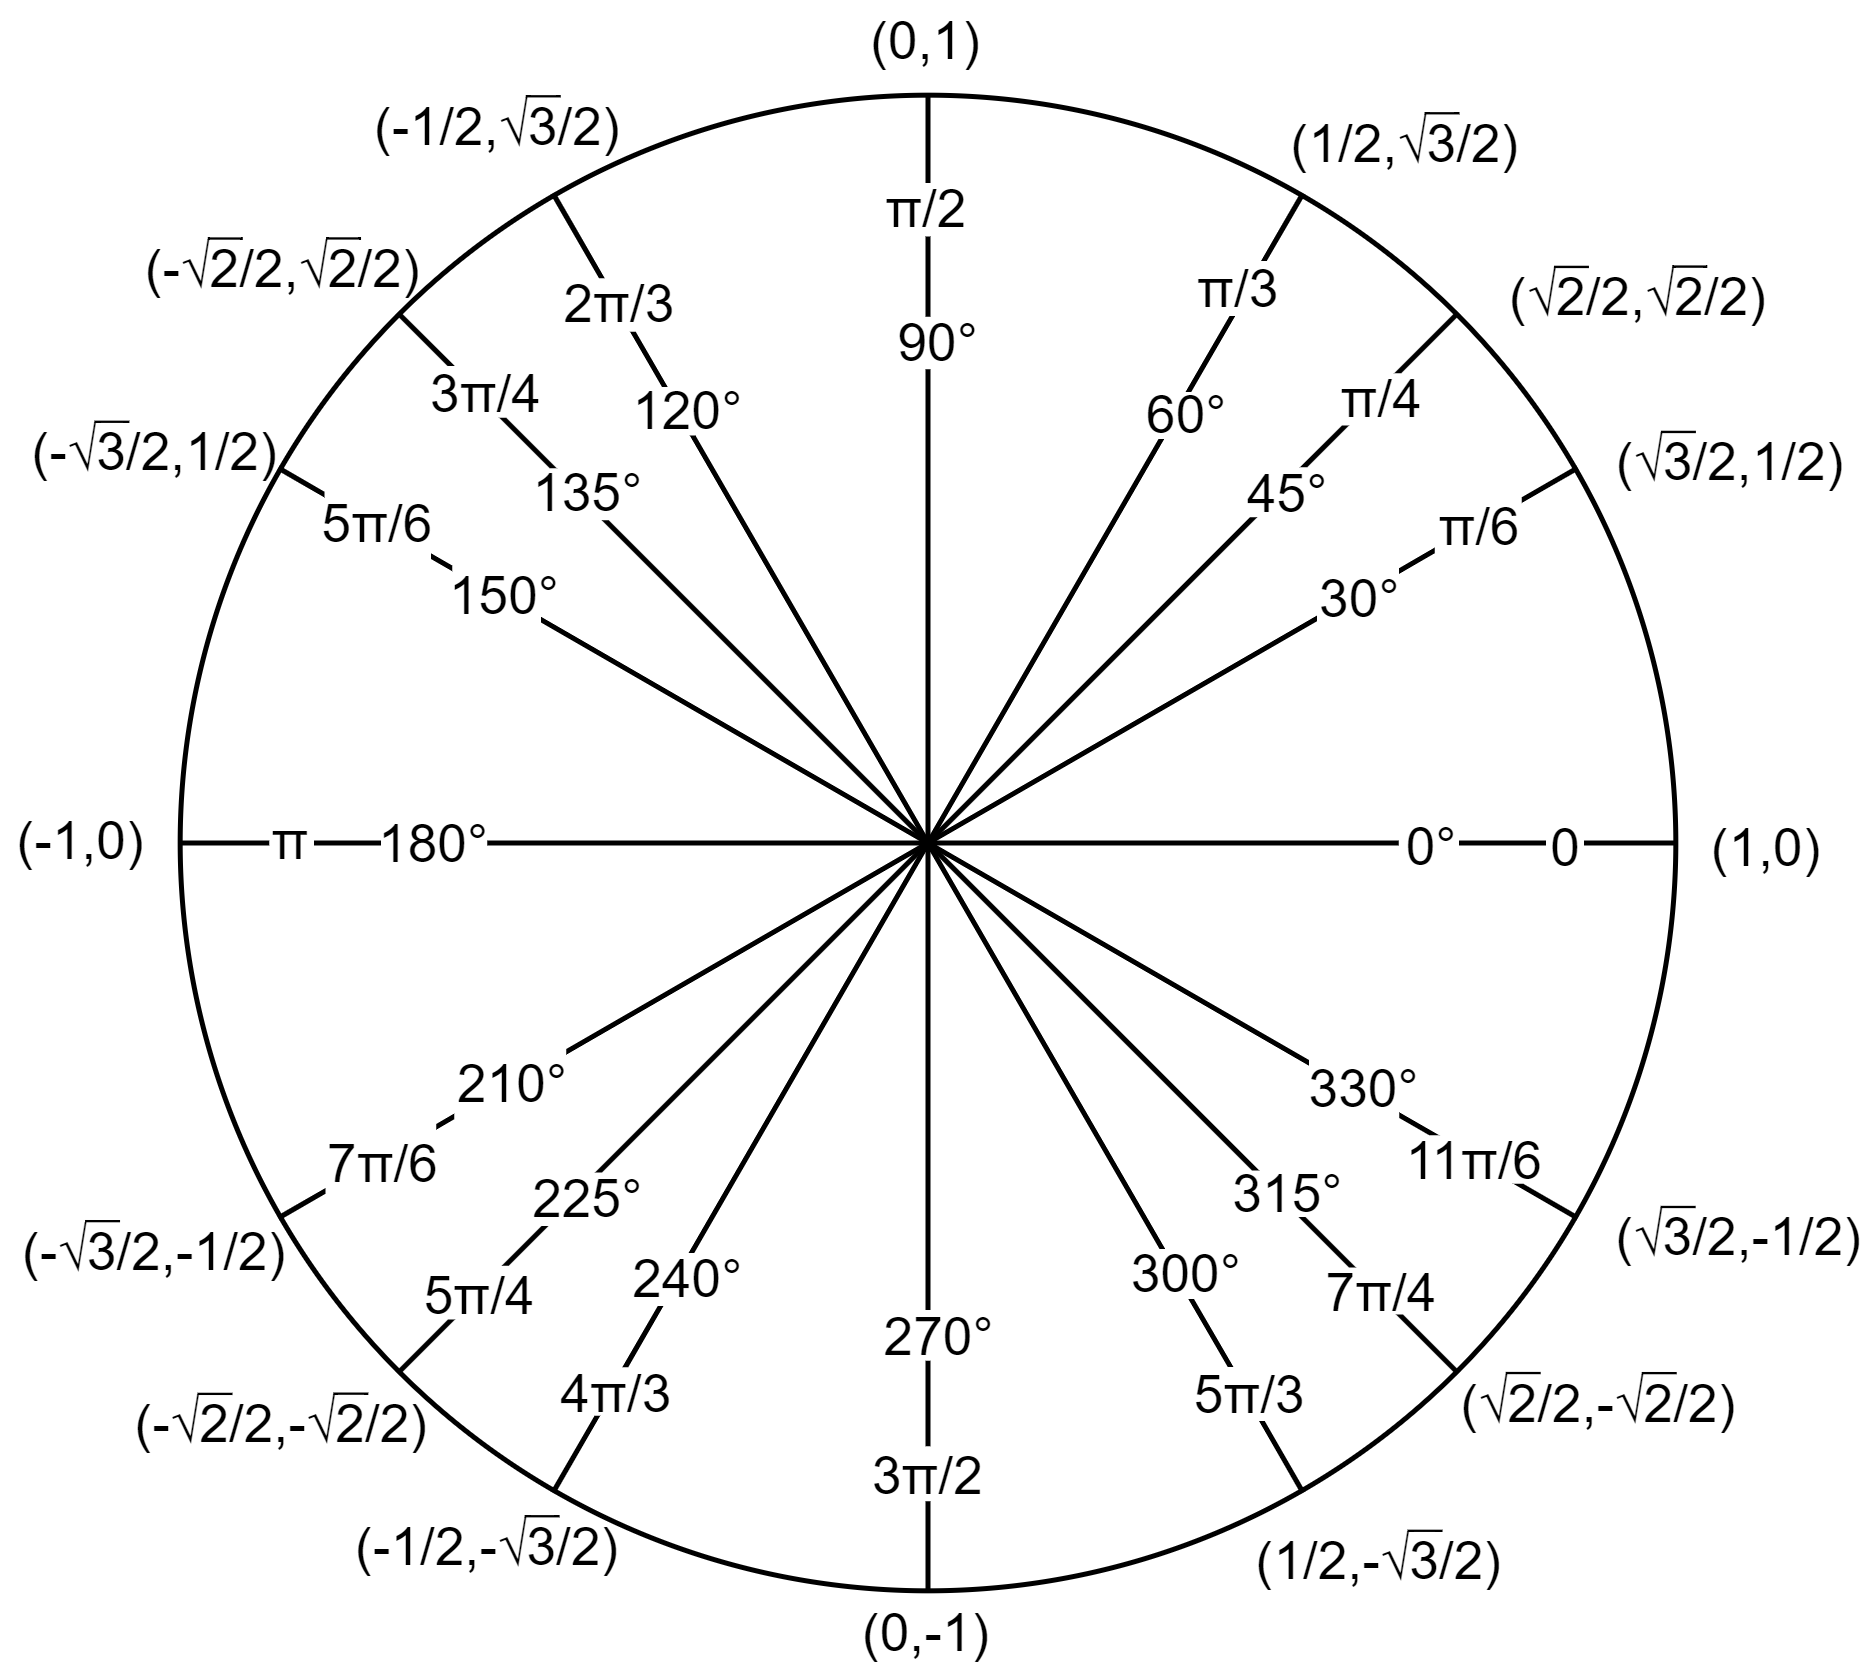 (0,1)
(-1/2,√3/2)
(1/2,√3/2)
π/2
(-√2/2,√2/2)
2π/3
π/3
(√2/2,√2/2)
90°
3π/4
120°
60°
π/4
(-√3/2,1/2)
135°
45°
(√3/2,1/2)
5π/6
π/6
150°
30°
(-1,0)
π
180°
0°
0
(1,0)
210°
330°
7π/6
11π/6
225°
315°
(-√3/2,-1/2)
(√3/2,-1/2)
5π/4
240°
300°
7π/4
270°
4π/3
5π/3
(-√2/2,-√2/2)
(√2/2,-√2/2)
3π/2
(-1/2,-√3/2)
(1/2,-√3/2)
(0,-1)